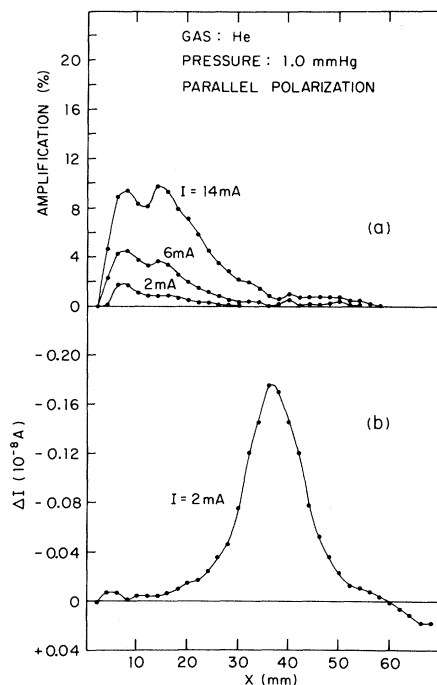 GAS : He
PRESSURE : 1.0 mmHg
PARALLEL POLARIZATION
AMPLIFICATION (%)
20
16
12
8
4
0
I = 14mA
6mA
2mA
(a)
ΔI (10⁻⁸A)
-0.20
-0.16
-0.12
-0.08
-0.04
0
+0.04
I = 2mA
(b)
10 20 30 40 50 60
X (mm)